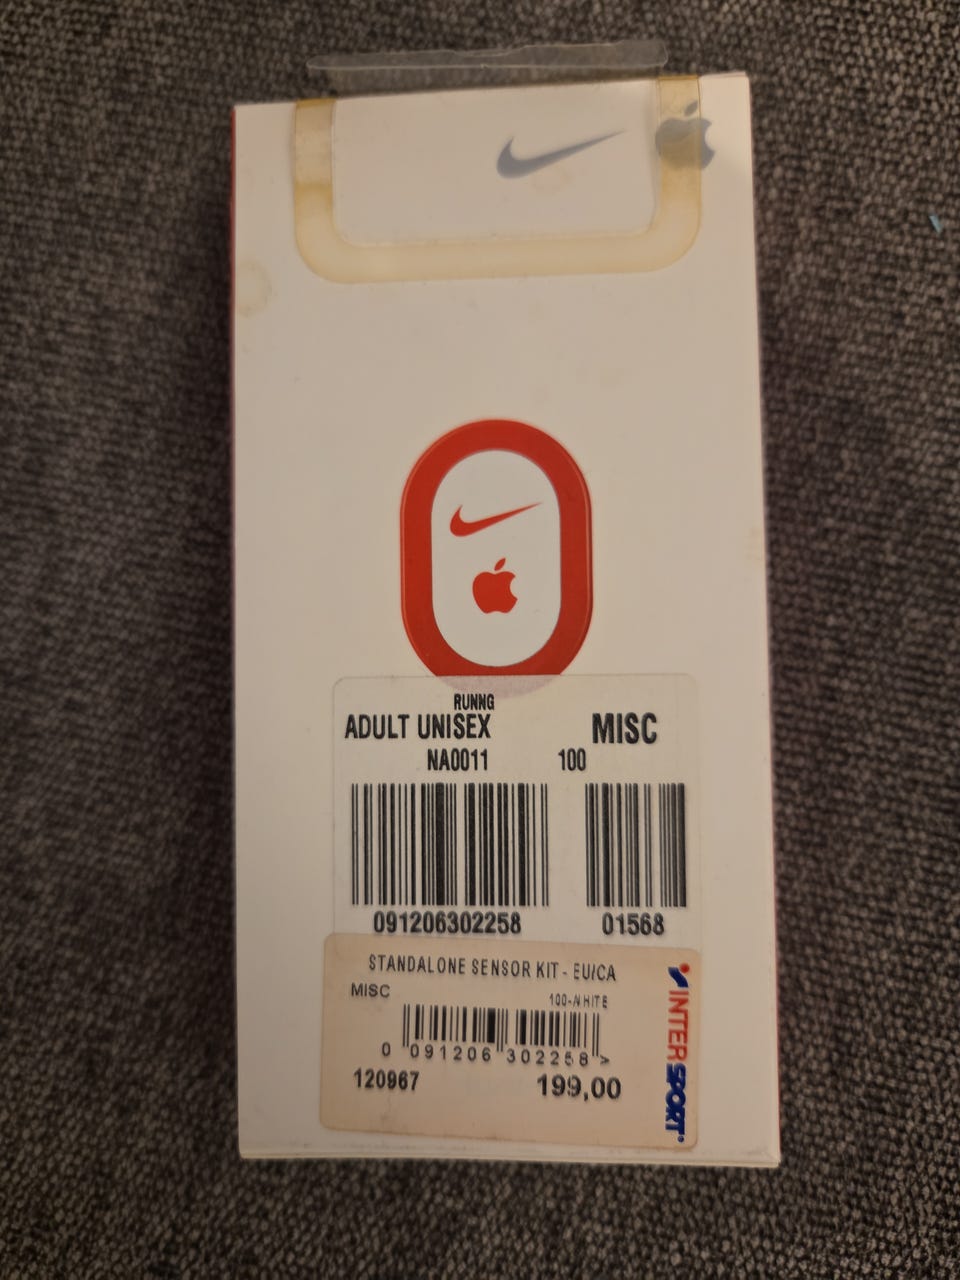 RUNNG
ADULT UNISEX MISC
NA0011 100
091206302258 01568
STANDALONE SENSOR KIT - EU/CA
MISC 100-WHITE
0 091206 302258 >
120967 199,00
INTERSPORT